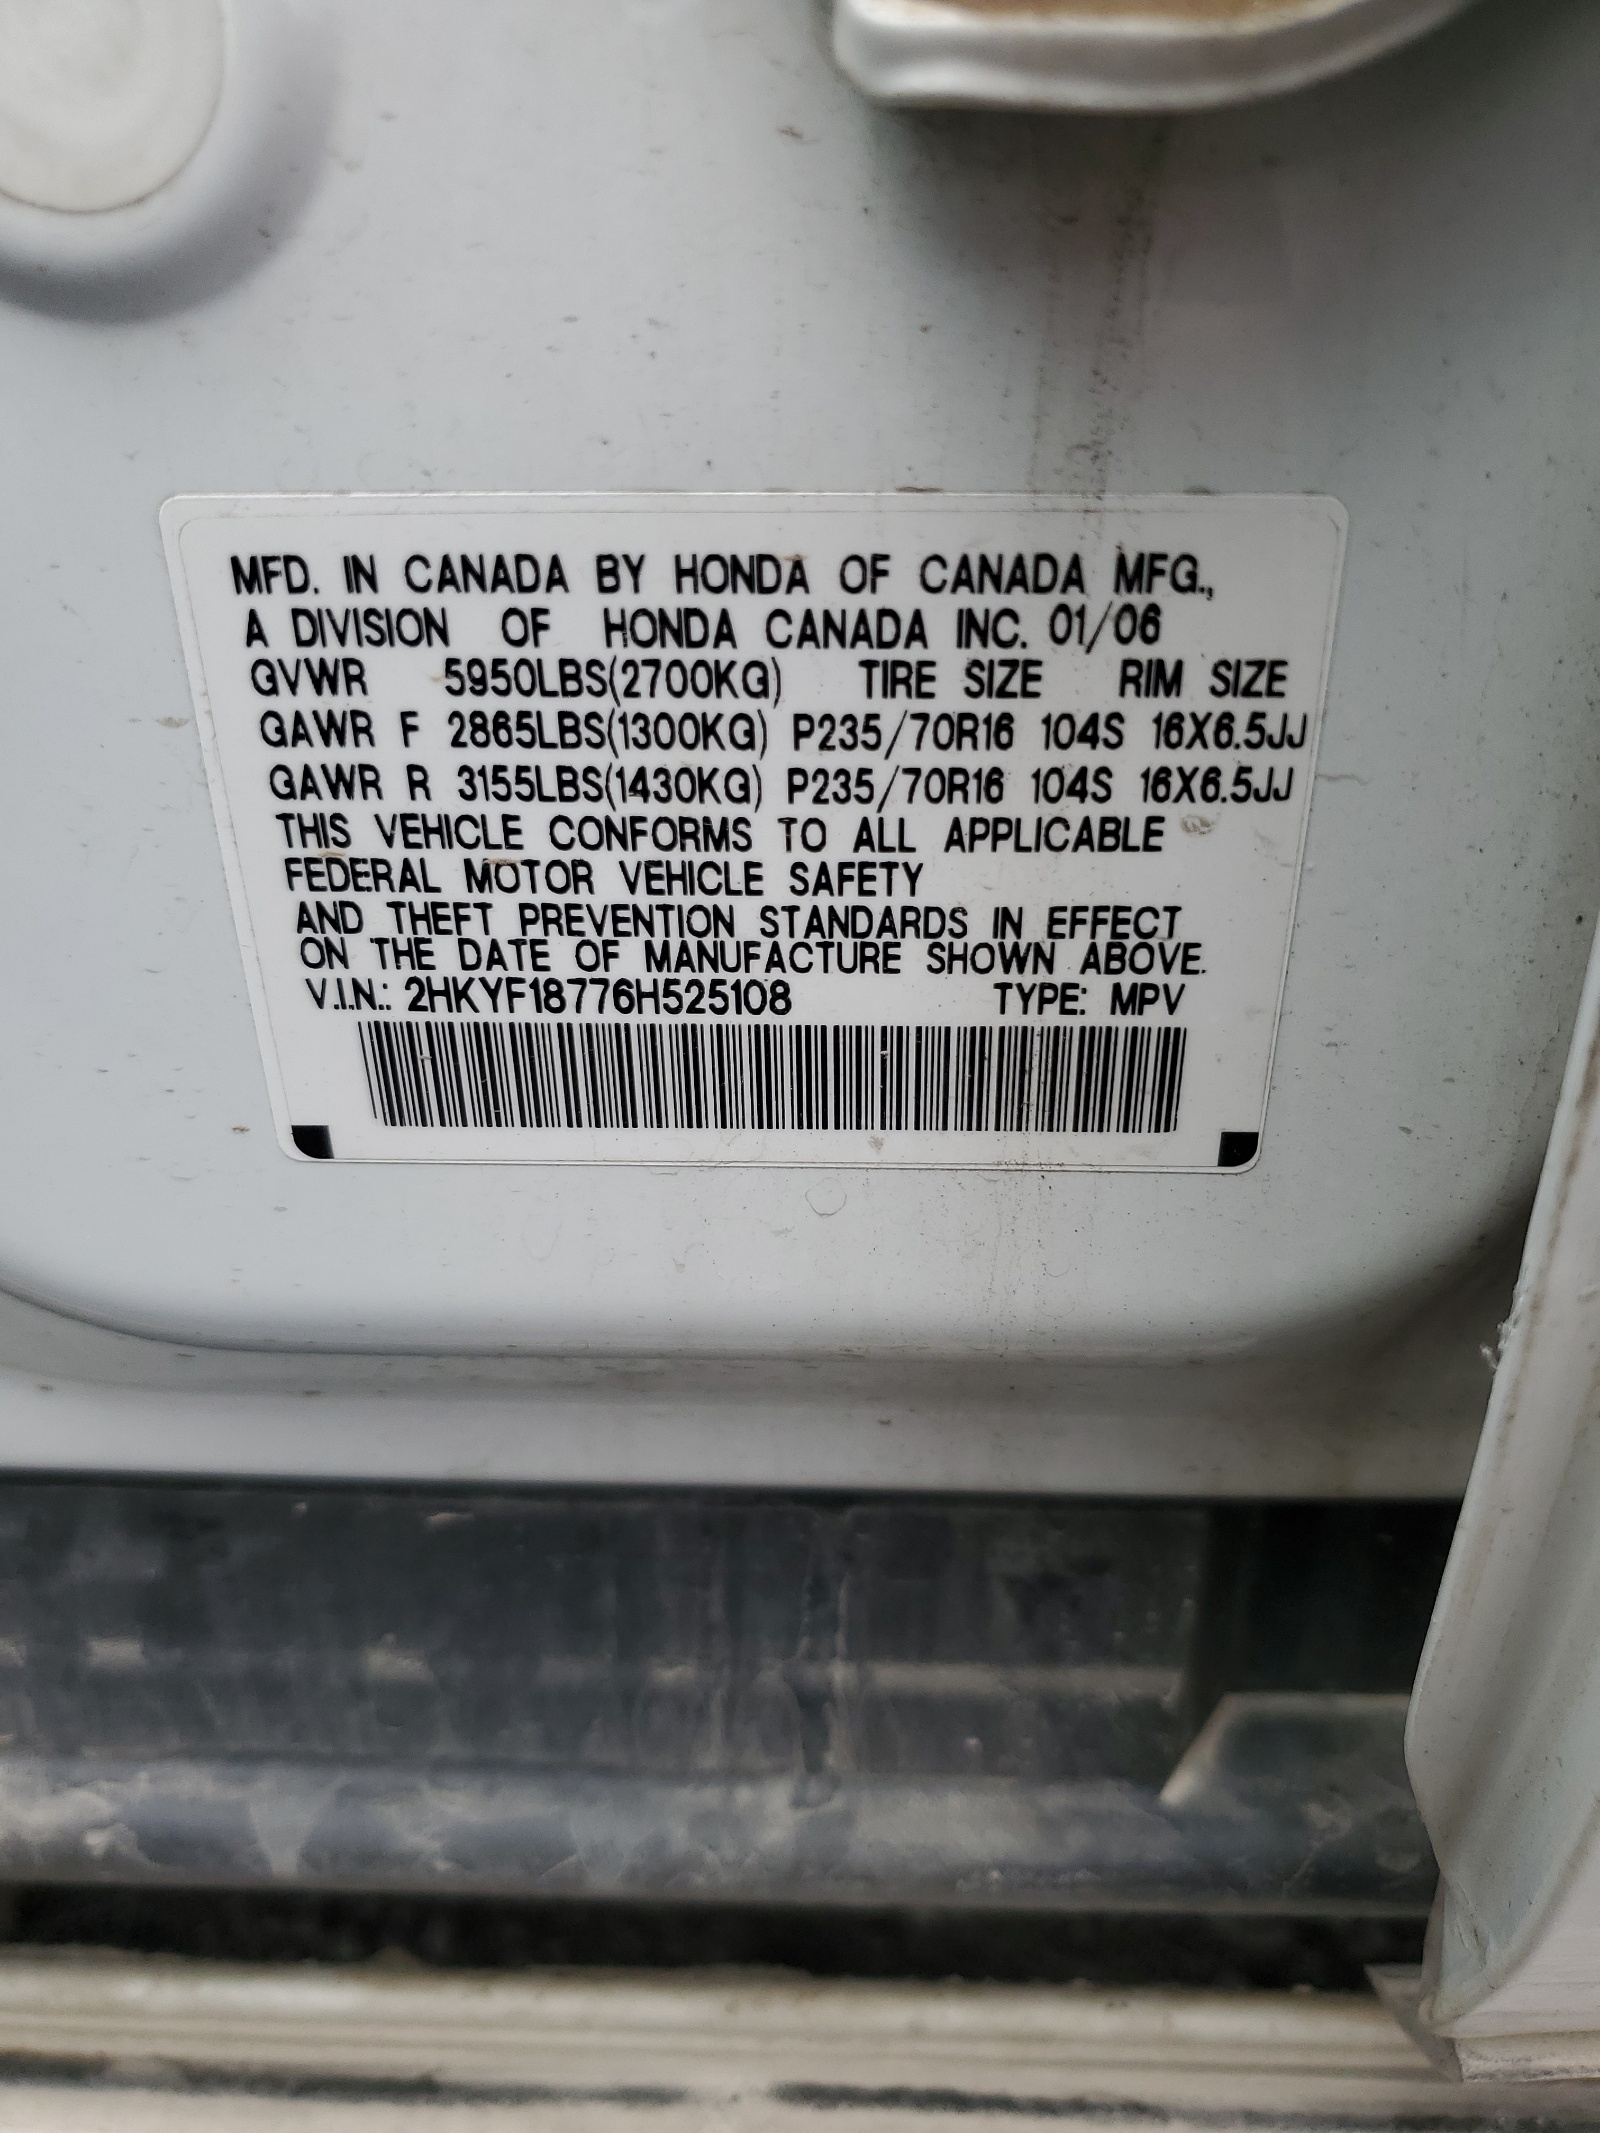 MFD. IN CANADA BY HONDA OF CANADA MFG.,
A DIVISION OF HONDA CANADA INC. 01/06
GVWR 5950LBS(2700KG) TIRE SIZE RIM SIZE
GAWR F 2865LBS(1300KG) P235/70R16 104S 16X6.5JJ
GAWR R 3155LBS(1430KG) P235/70R16 104S 16X6.5JJ
THIS VEHICLE CONFORMS TO ALL APPLICABLE
FEDERAL MOTOR VEHICLE SAFETY
AND THEFT PREVENTION STANDARDS IN EFFECT
ON THE DATE OF MANUFACTURE SHOWN ABOVE.
V.I.N.: 2HKYF18776H525108 TYPE: MPV